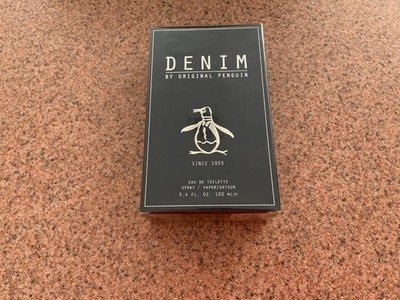 DENIM
BY ORIGINAL PENGUIN
SINCE 1955
EAU DE TOILETTE
SPRAY / VAPORISATEUR
3.4 FL. OZ. 100 ML℮